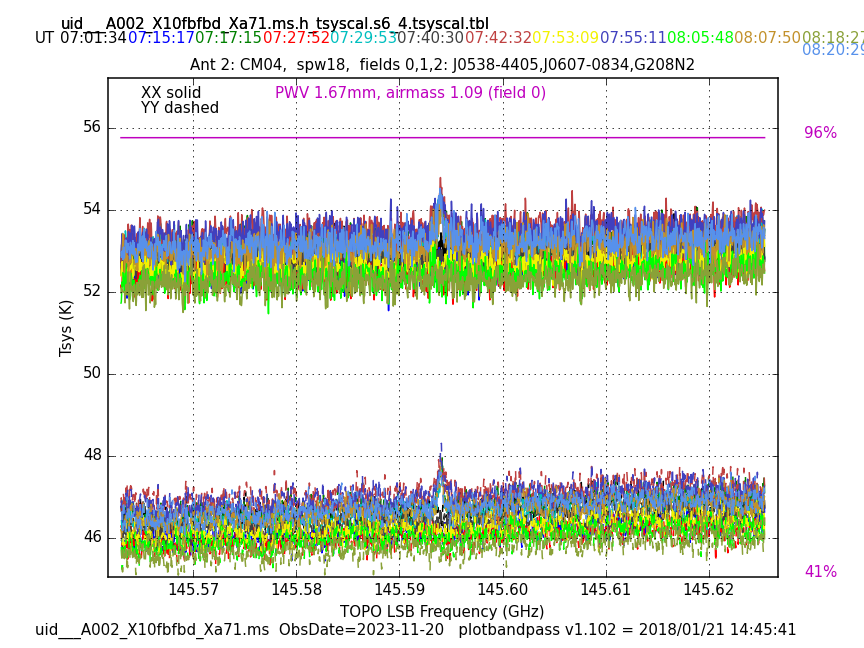 uid___A002_X10fbfbd_Xa71.ms.h_tsyscal.s6_4.tsyscal.tbl
UT 07:01:34 07:15:17 07:17:15 07:27:52 07:29:53 07:40:30 07:42:32 07:53:09 07:55:11 08:05:48 08:07:50 08:18:27
08:20:29
Ant 2: CM04, spw18, fields 0,1,2: J0538-4405,J0607-0834,G208N2
XX solid
PWV 1.67mm, airmass 1.09 (field 0)
YY dashed
56
96%
54
52
Tsys (K)
50
48
46
41%
145.57 145.58 145.59 145.60 145.61 145.62
TOPO LSB Frequency (GHz)
uid___A002_X10fbfbd_Xa71.ms ObsDate=2023-11-20 plotbandpass v1.102 = 2018/01/21 14:45:41